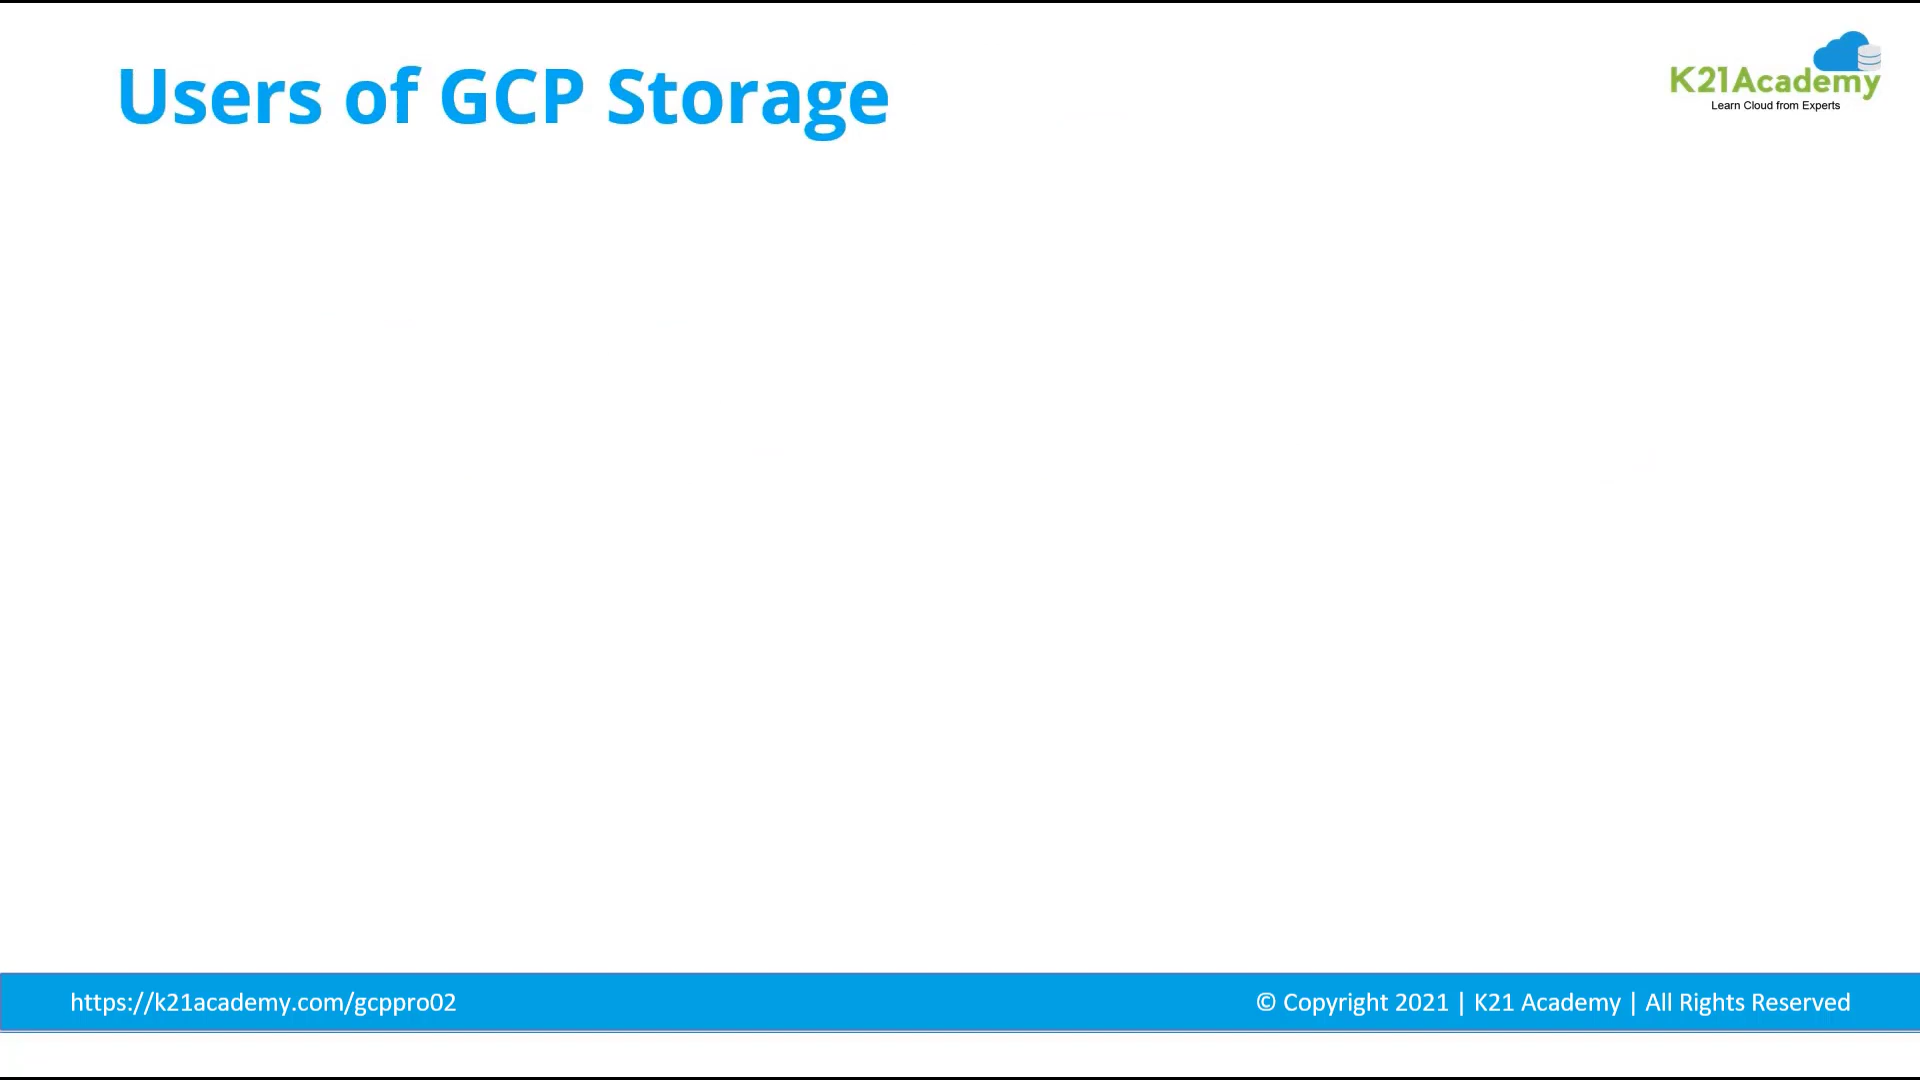 Users of GCP Storage
K21Academy
Learn Cloud from Experts
https://k21academy.com/gcppro02
© Copyright 2021 | K21 Academy | All Rights Reserved